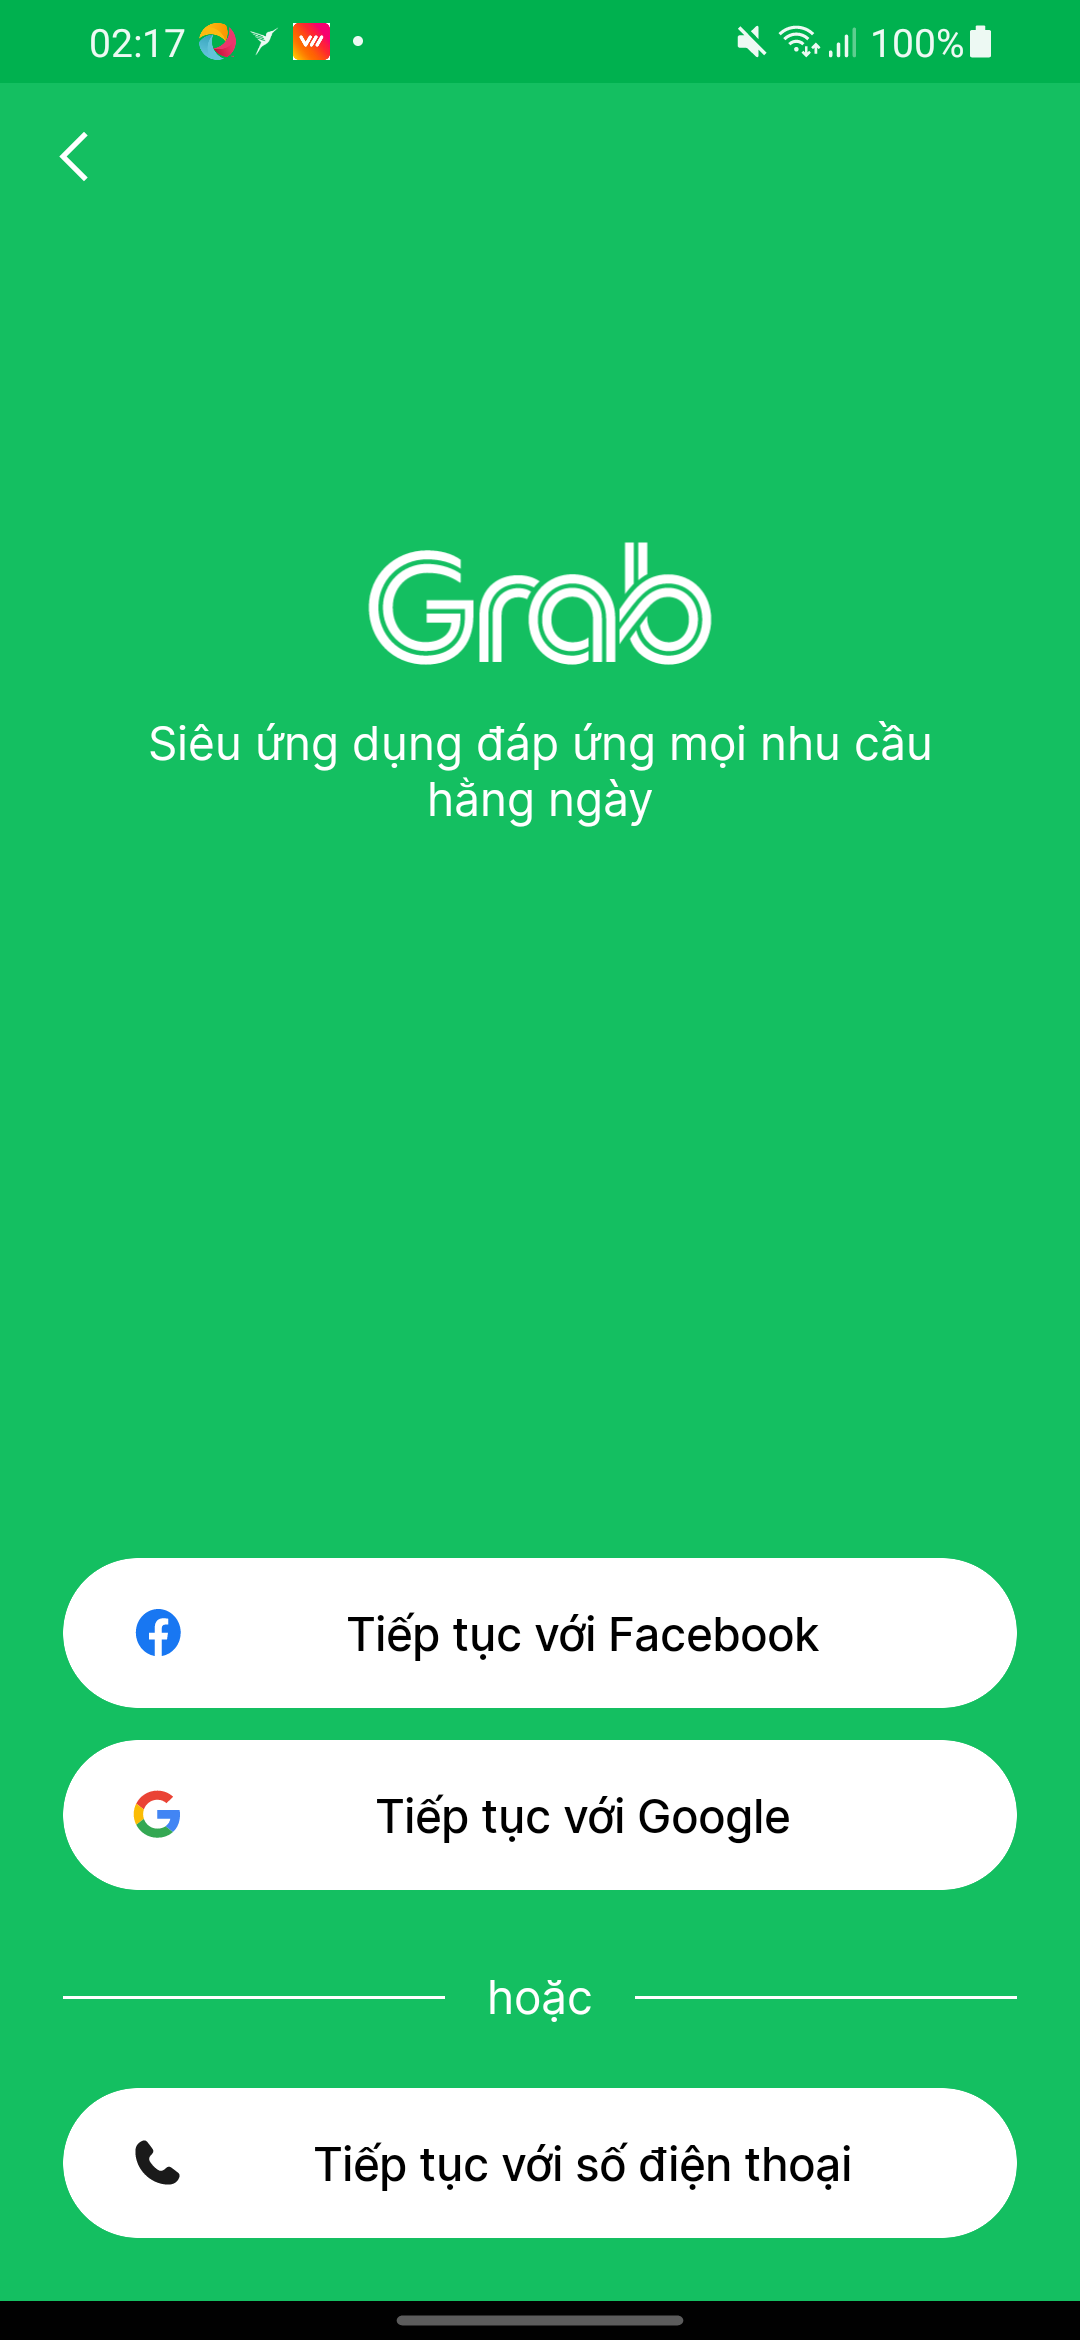 02:17
100%
Grab
Siêu ứng dụng đáp ứng mọi nhu cầu
hằng ngày
Tiếp tục với Facebook
Tiếp tục với Google
hoặc
Tiếp tục với số điện thoại